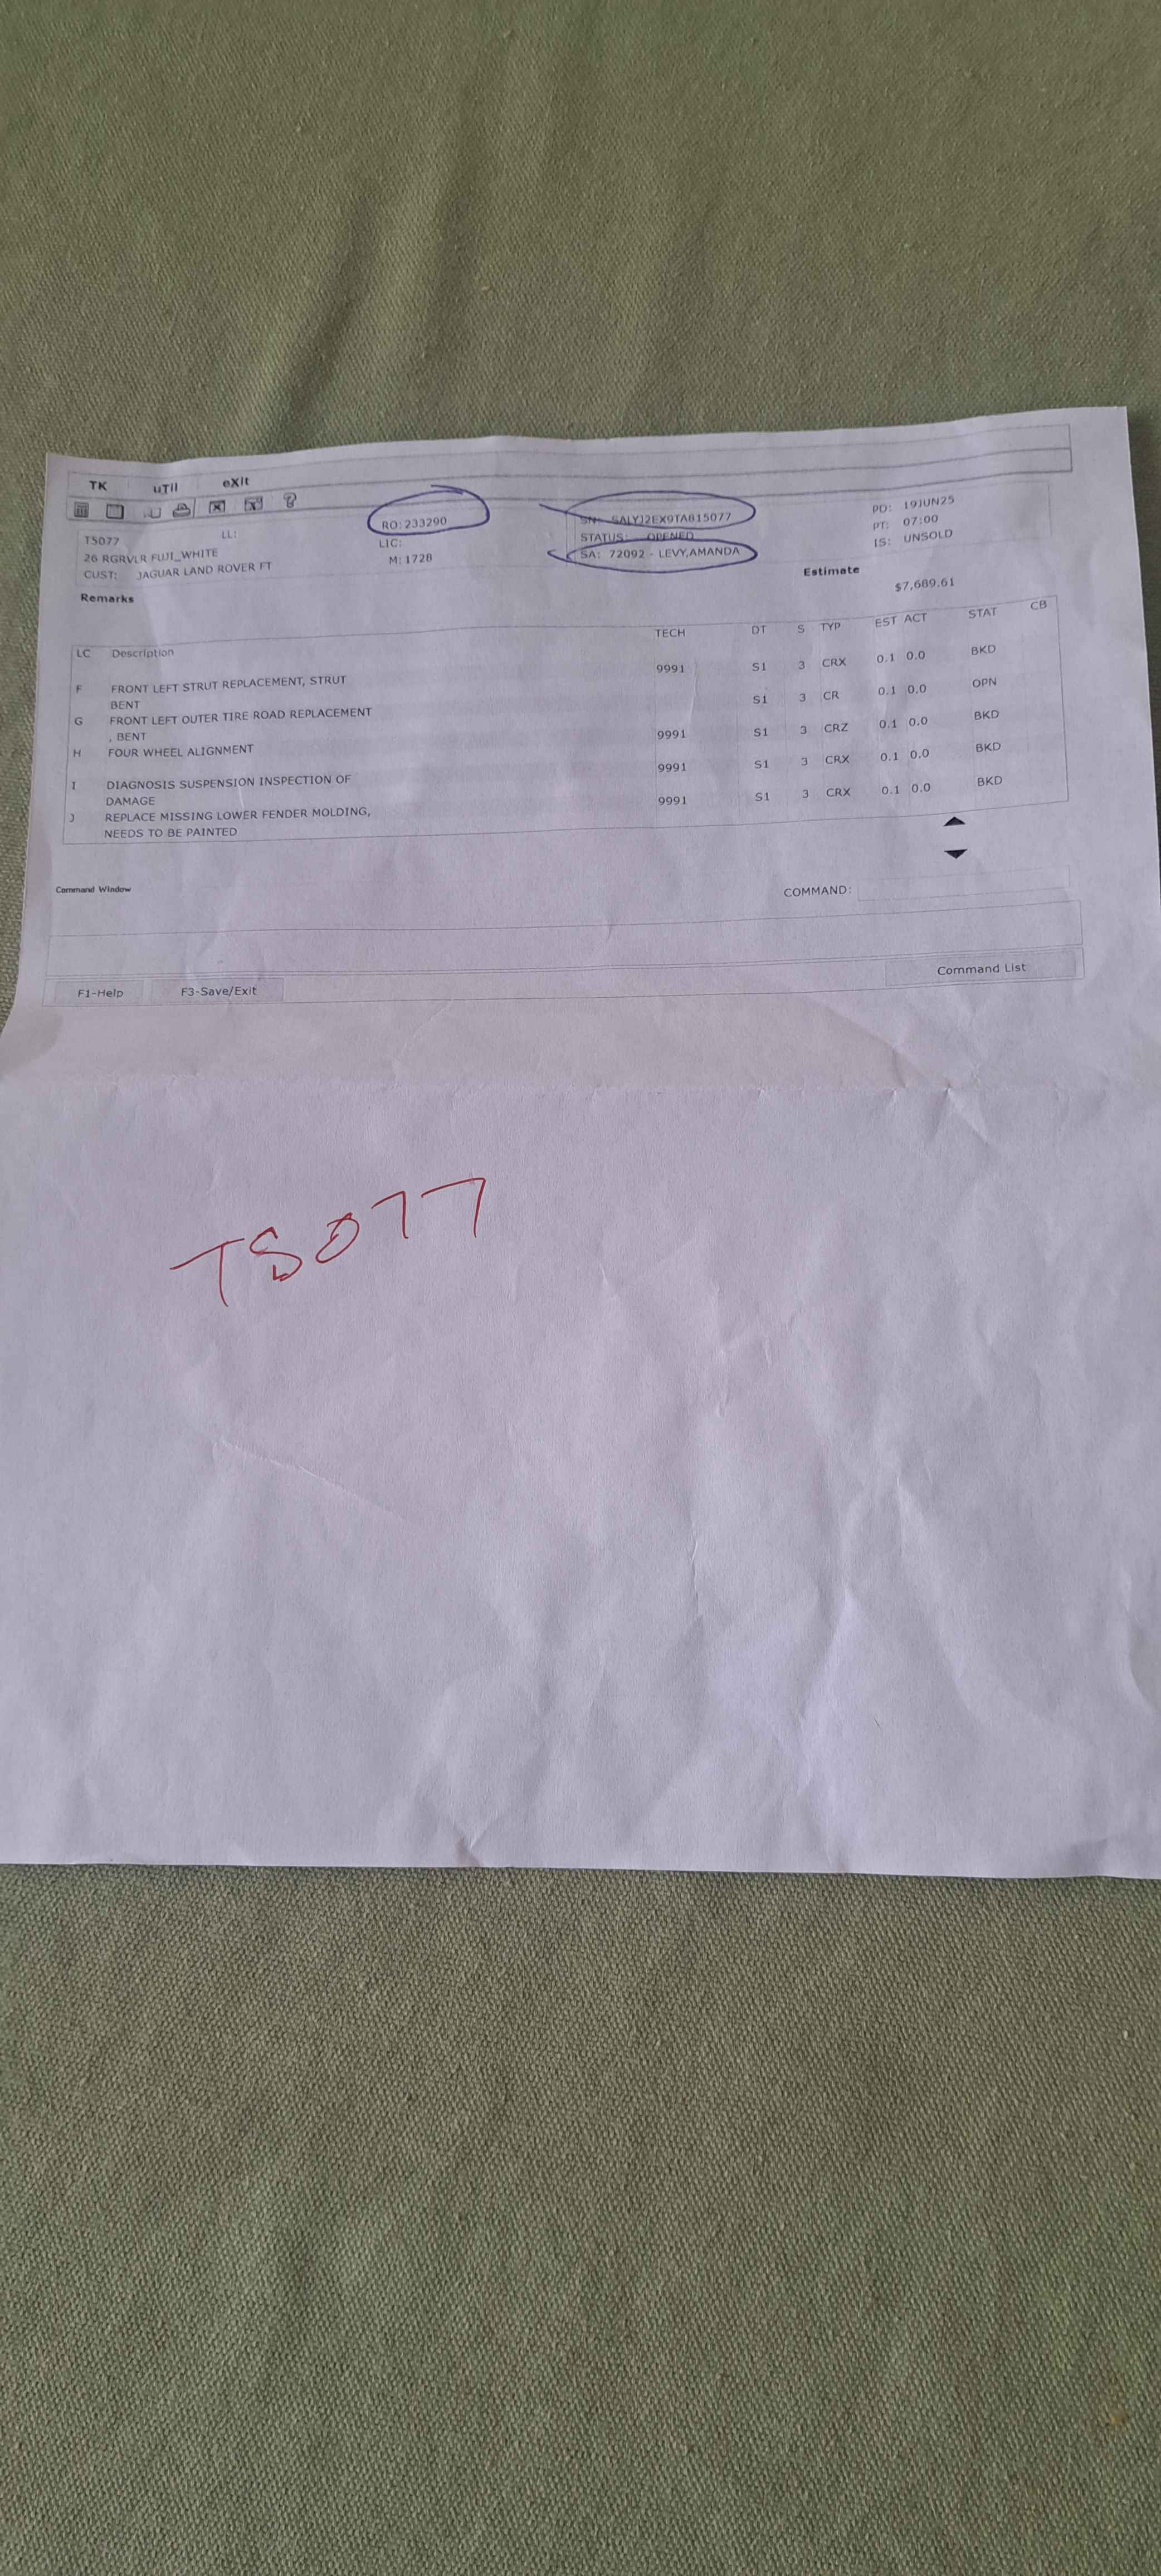 TK uTil eXit
?
TS077 LL: RO: 233290 SN: SALYJ2EX9TA815077 PD: 19JUN25
26 RGRVLR FUJI_WHITE LIC: STATUS: OPENED PT: 07:00
CUST: JAGUAR LAND ROVER FT M: 1728 SA: 72092 - LEVY,AMANDA IS: UNSOLD
Remarks Estimate
$7,689.61
LC Description TECH DT S TYP EST ACT STAT CB
F FRONT LEFT STRUT REPLACEMENT, STRUT 9991 S1 3 CRX 0.1 0.0 BKD
BENT
G FRONT LEFT OUTER TIRE ROAD REPLACEMENT S1 3 CR 0.1 0.0 OPN
, BENT
H FOUR WHEEL ALIGNMENT 9991 S1 3 CRZ 0.1 0.0 BKD
I DIAGNOSIS SUSPENSION INSPECTION OF 9991 S1 3 CRX 0.1 0.0 BKD
DAMAGE
J REPLACE MISSING LOWER FENDER MOLDING, 9991 S1 3 CRX 0.1 0.0 BKD
NEEDS TO BE PAINTED
Command Window COMMAND:
Command List
F1-Help F3-Save/Exit
TS077